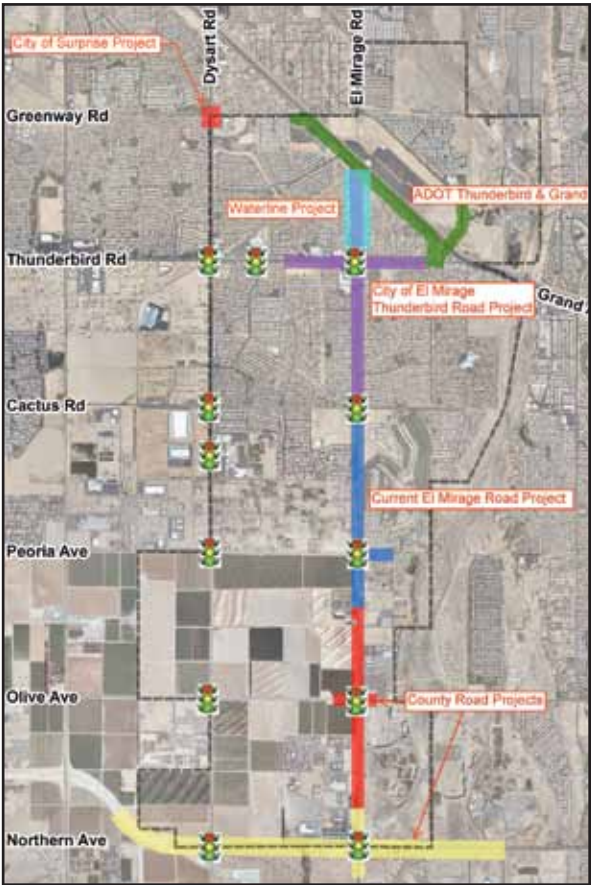 Dysart Rd
El Mirage Rd
City of Surprise Project
Greenway Rd
ADOT Thunderbird & Grand
Waterline Project
Thunderbird Rd
City of El Mirage
Thunderbird Road Project
Grand
Cactus Rd
Current El Mirage Road Project
Peoria Ave
Olive Ave
County Road Projects
Northern Ave